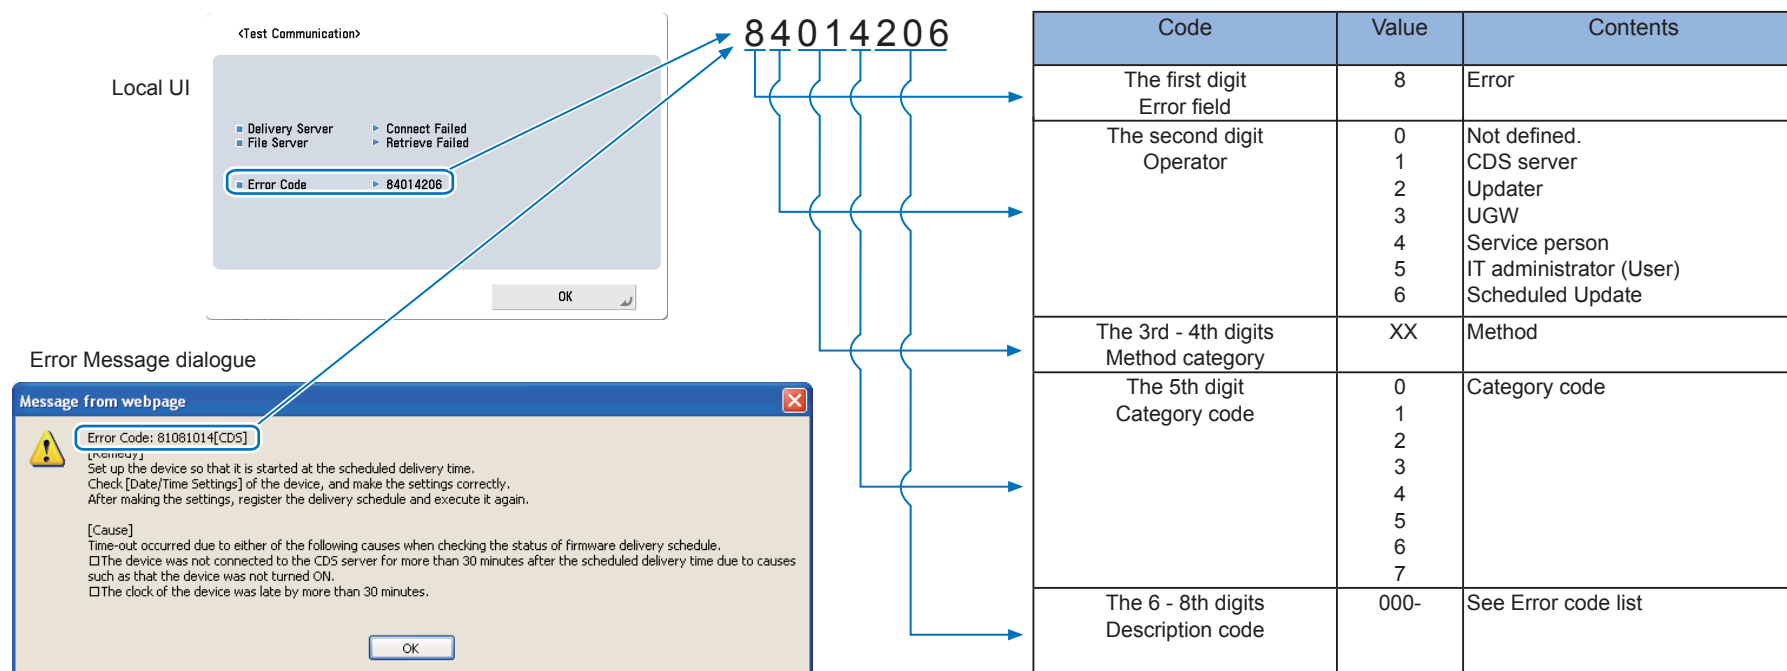 <Test Communication>
Local UI
Delivery Server Connect Failed
File Server Retrieve Failed
Error Code 84014206
OK
Error Message dialogue
Message from webpage
Error Code: 81081014[CDS]
[Remedy]
Set up the device so that it is started at the scheduled delivery time.
Check [Date/Time Settings] of the device, and make the settings correctly.
After making the settings, register the delivery schedule and execute it again.
[Cause]
Time-out occurred due to either of the following causes when checking the status of firmware delivery schedule.
□The device was not connected to the CDS server for more than 30 minutes after the scheduled delivery time due to causes
such as that the device was not turned ON.
□The clock of the device was late by more than 30 minutes.
OK
84014206
Code Value Contents
The first digit 8 Error
Error field
The second digit 0 Not defined.
Operator 1 CDS server
2 Updater
3 UGW
4 Service person
5 IT administrator (User)
6 Scheduled Update
The 3rd - 4th digits XX Method
Method category
The 5th digit 0 Category code
Category code 1
2
3
4
5
6
7
The 6 - 8th digits 000- See Error code list
Description code